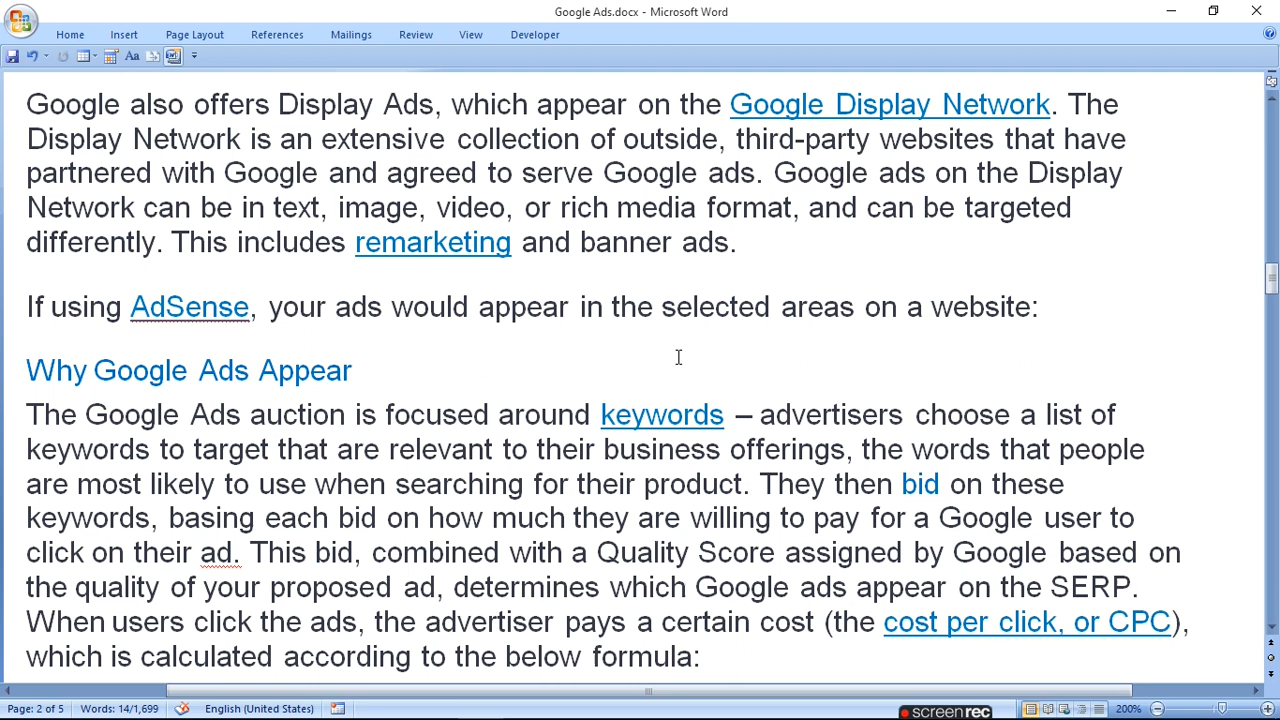 Google Ads.docx - Microsoft Word
Home Insert Page Layout References Mailings Review View Developer
Aa
Google also offers Display Ads, which appear on the Google Display Network. The
Display Network is an extensive collection of outside, third-party websites that have
partnered with Google and agreed to serve Google ads. Google ads on the Display
Network can be in text, image, video, or rich media format, and can be targeted
differently. This includes remarketing and banner ads.
If using AdSense, your ads would appear in the selected areas on a website:
Why Google Ads Appear
The Google Ads auction is focused around keywords – advertisers choose a list of
keywords to target that are relevant to their business offerings, the words that people
are most likely to use when searching for their product. They then bid on these
keywords, basing each bid on how much they are willing to pay for a Google user to
click on their ad. This bid, combined with a Quality Score assigned by Google based on
the quality of your proposed ad, determines which Google ads appear on the SERP.
When users click the ads, the advertiser pays a certain cost (the cost per click, or CPC),
which is calculated according to the below formula:
Page: 2 of 5 Words: 14/1,699 English (United States) screenrec 200%